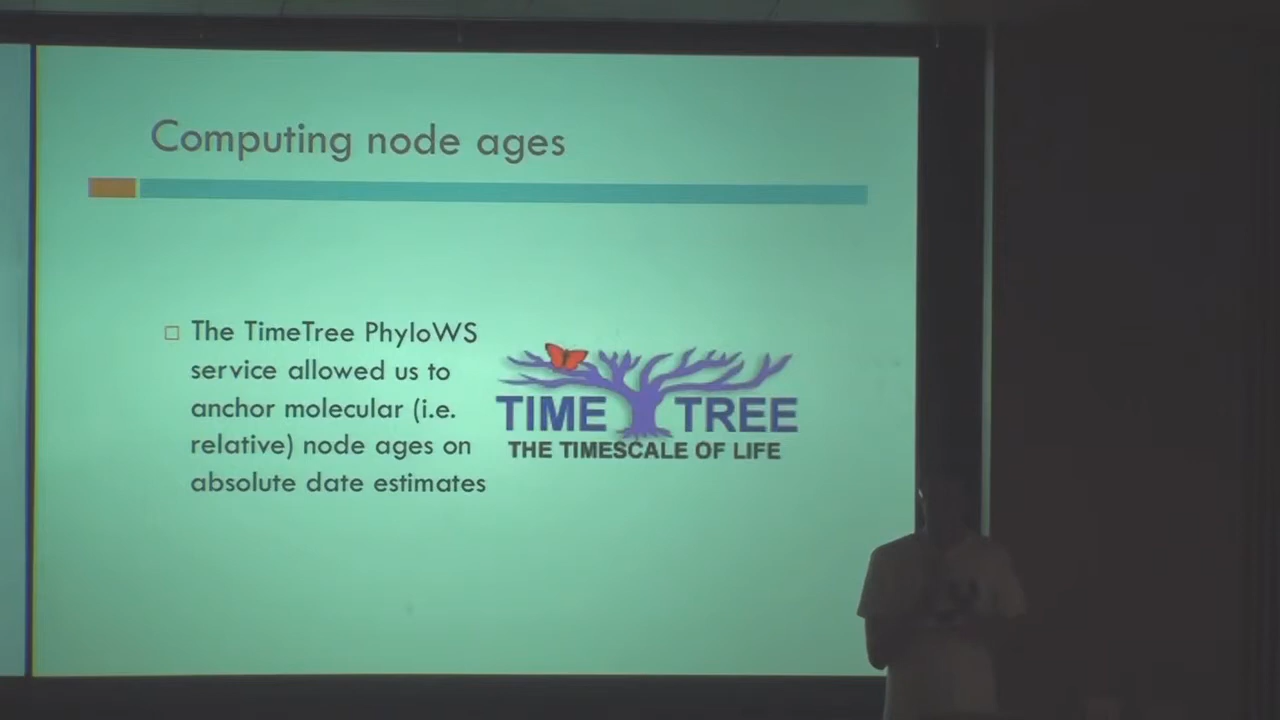 Computing node ages
The TimeTree PhyloWS
service allowed us to
anchor molecular (i.e.
relative) node ages on
absolute date estimates
TIME TREE
THE TIMESCALE OF LIFE